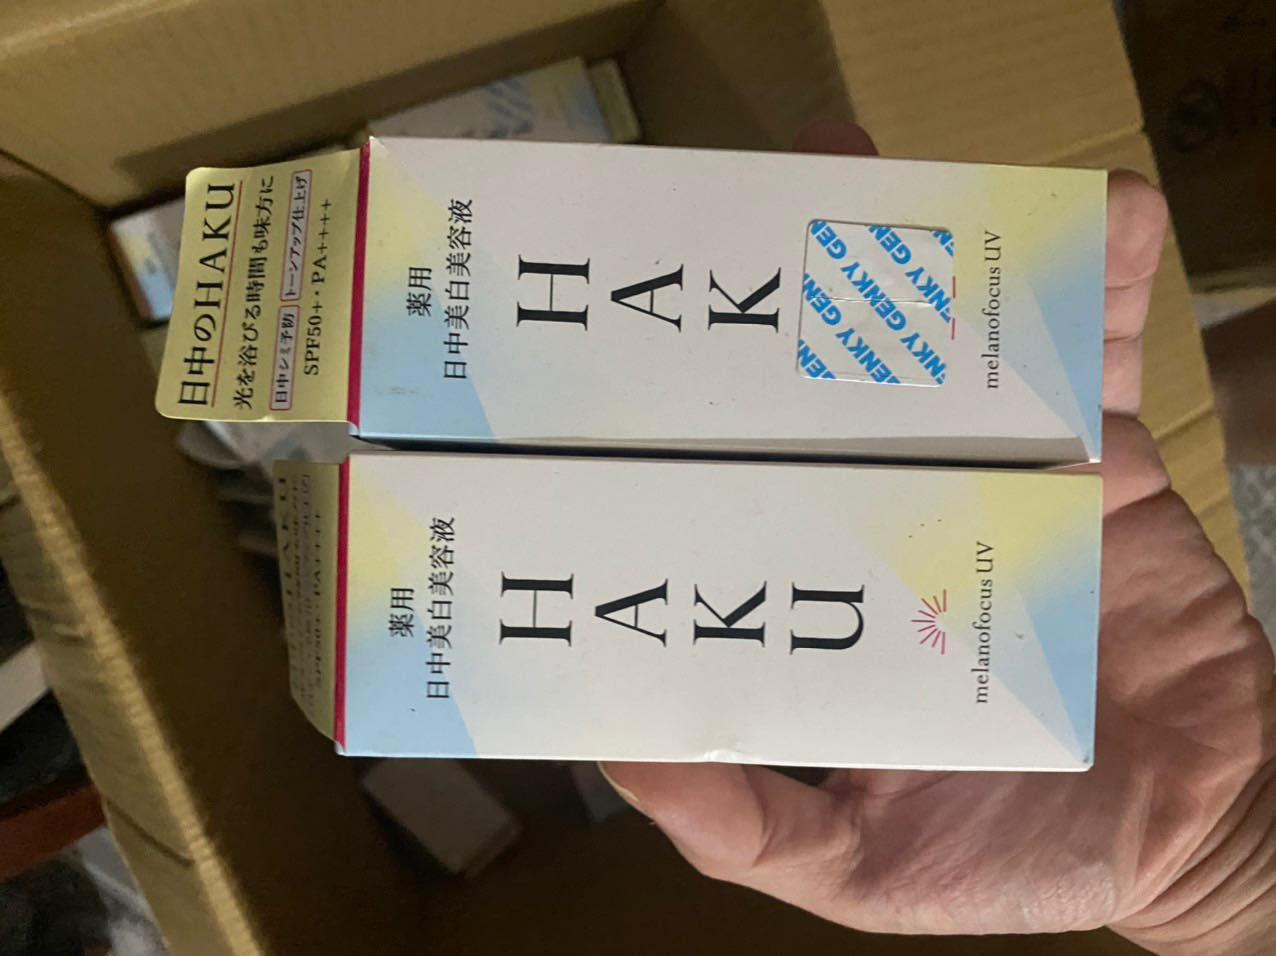 日中のHAKU
光を浴びる時間も味方に
日中シミ予防 トーンアップ仕上げ
SPF50+・PA++++
薬用
日中美白美容液
H
A
K
GENKY GENKY GENKY GENKY
melanofocus UV
薬用
日中美白美容液
H
A
K
U
melanofocus UV